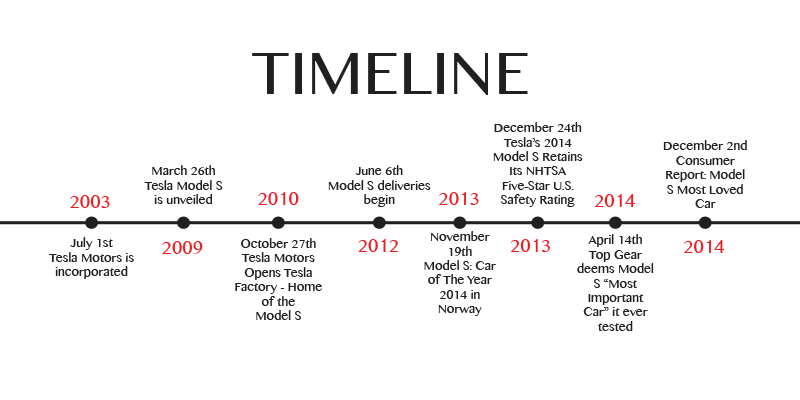 TIMELINE
2003
July 1st
Tesla Motors is
incorporated
March 26th
Tesla Model S
is unveiled
2009
2010
October 27th
Tesla Motors
Opens Tesla
Factory - Home
of the
Model S
June 6th
Model S deliveries
begin
2012
2013
November
19th
Model S: Car
of The Year
2014 in
Norway
December 24th
Tesla's 2014
Model S Retains
Its NHTSA
Five-Star U.S.
Safety Rating
2013
2014
April 14th
Top Gear
deems Model
S “Most
Important
Car” it ever
tested
December 2nd
Consumer
Report: Model
S Most Loved
Car
2014